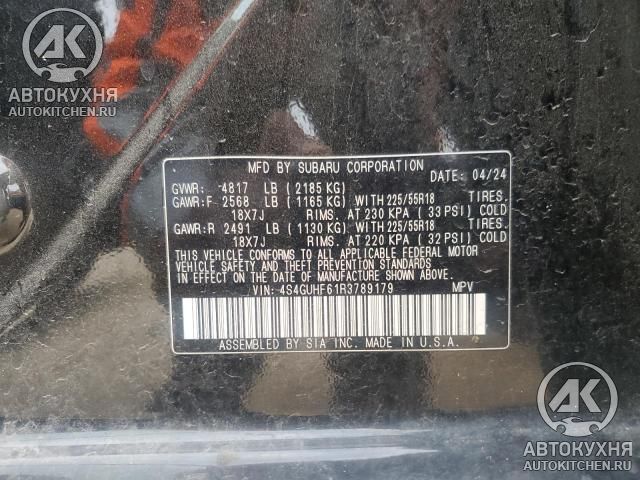 AK
АВТОКУХНЯ
AUTOKITCHEN.RU
MFD BY SUBARU CORPORATION
DATE: 04/24
GVWR: 4817 LB ( 2185 KG)
GAWR:F 2568 LB ( 1165 KG) WITH 225/55R18 TIRES.
18X7J RIMS. AT 230 KPA ( 33 PSI) COLD
GAWR:R 2491 LB ( 1130 KG) WITH 225/55R18 TIRES.
18X7J RIMS. AT 220 KPA ( 32 PSI) COLD
THIS VEHICLE CONFORMS TO ALL APPLICABLE FEDERAL MOTOR
VEHICLE SAFETY AND THEFT PREVENTION STANDARDS
IN EFFECT ON THE DATE OF MANUFACTURE SHOWN ABOVE.
VIN: 4S4GUHF61R3789179 MPV
ASSEMBLED BY SIA INC. MADE IN U.S.A.
AK
АВТОКУХНЯ
AUTOKITCHEN.RU